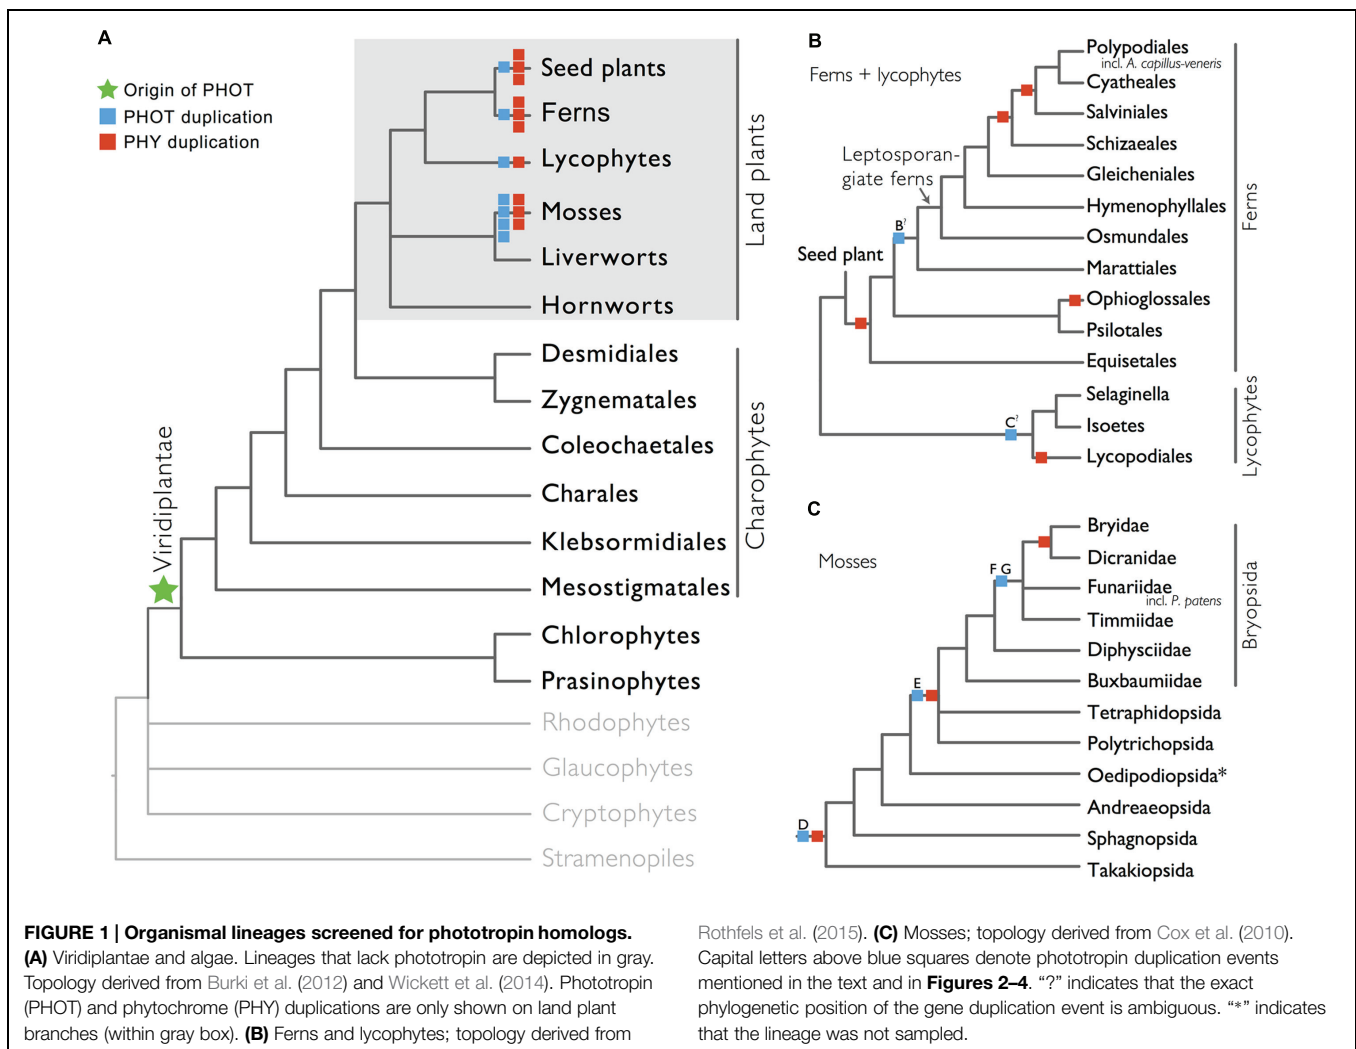 A
Origin of PHOT
PHOT duplication
PHY duplication
Seed plants
Ferns
Lycophytes
Mosses
Liverworts
Hornworts
Land plants
Desmidiales
Zygnematales
Coleochaetales
Charales
Klebsormidiales
Mesostigmatales
Charophytes
Viridiplantae
Chlorophytes
Prasinophytes
Rhodophytes
Glaucophytes
Cryptophytes
Stramenopiles
B
Ferns + lycophytes
Polypodiales
incl. A. capillus-veneris
Cyatheales
Salviniales
Schizaeales
Leptosporan-
giate ferns
Gleicheniales
Hymenophyllales
B?
Osmundales
Seed plant
Marattiales
Ophioglossales
Psilotales
Equisetales
Ferns
Selaginella
C?
Isoetes
Lycopodiales
Lycophytes
C
Mosses
Bryidae
Dicranidae
F G
Funariidae
incl. P. patens
Timmiidae
Diphysciidae
Buxbaumiidae
Bryopsida
E
Tetraphidopsida
Polytrichopsida
Oedipodiopsida*
Andreaeopsida
D
Sphagnopsida
Takakiopsida
FIGURE 1 | Organismal lineages screened for phototropin homologs.
(A) Viridiplantae and algae. Lineages that lack phototropin are depicted in gray.
Topology derived from Burki et al. (2012) and Wickett et al. (2014). Phototropin
(PHOT) and phytochrome (PHY) duplications are only shown on land plant
branches (within gray box). (B) Ferns and lycophytes; topology derived from
Rothfels et al. (2015). (C) Mosses; topology derived from Cox et al. (2010).
Capital letters above blue squares denote phototropin duplication events
mentioned in the text and in Figures 2–4. “?” indicates that the exact
phylogenetic position of the gene duplication event is ambiguous. “*” indicates
that the lineage was not sampled.